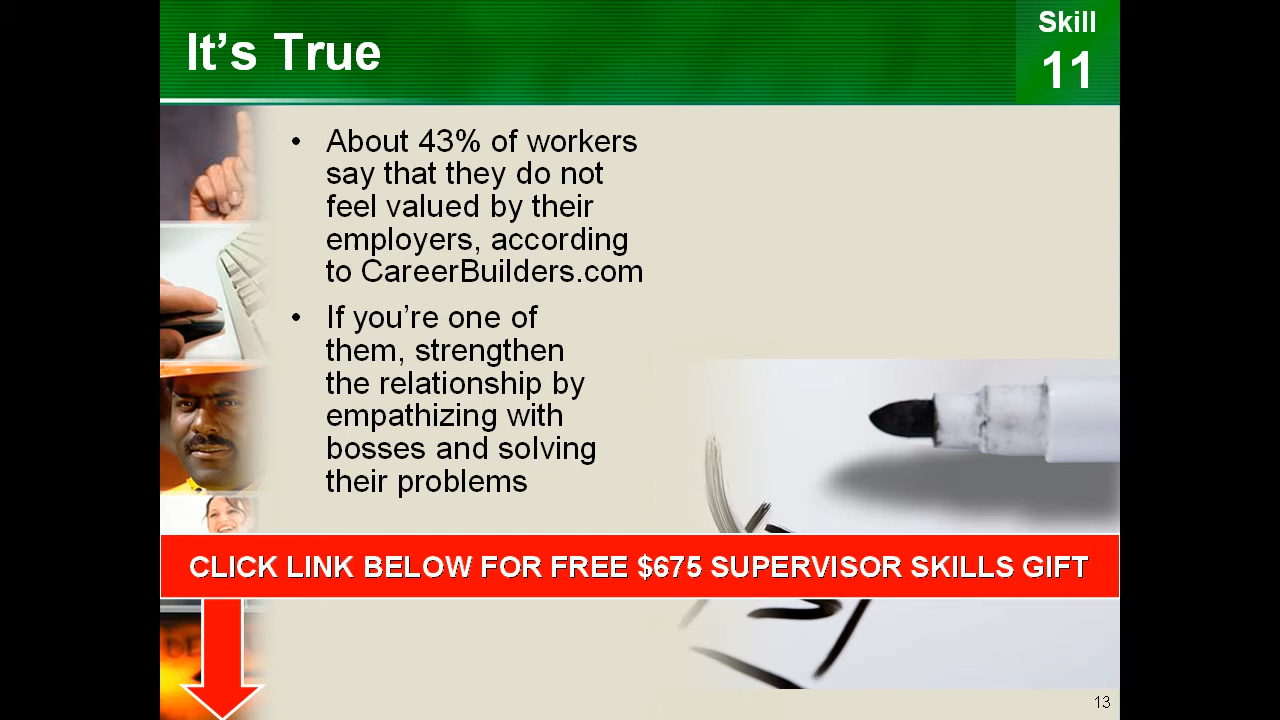 It's True
Skill
11
• About 43% of workers
say that they do not
feel valued by their
employers, according
to CareerBuilders.com
• If you're one of
them, strengthen
the relationship by
empathizing with
bosses and solving
their problems
CLICK LINK BELOW FOR FREE $675 SUPERVISOR SKILLS GIFT
13